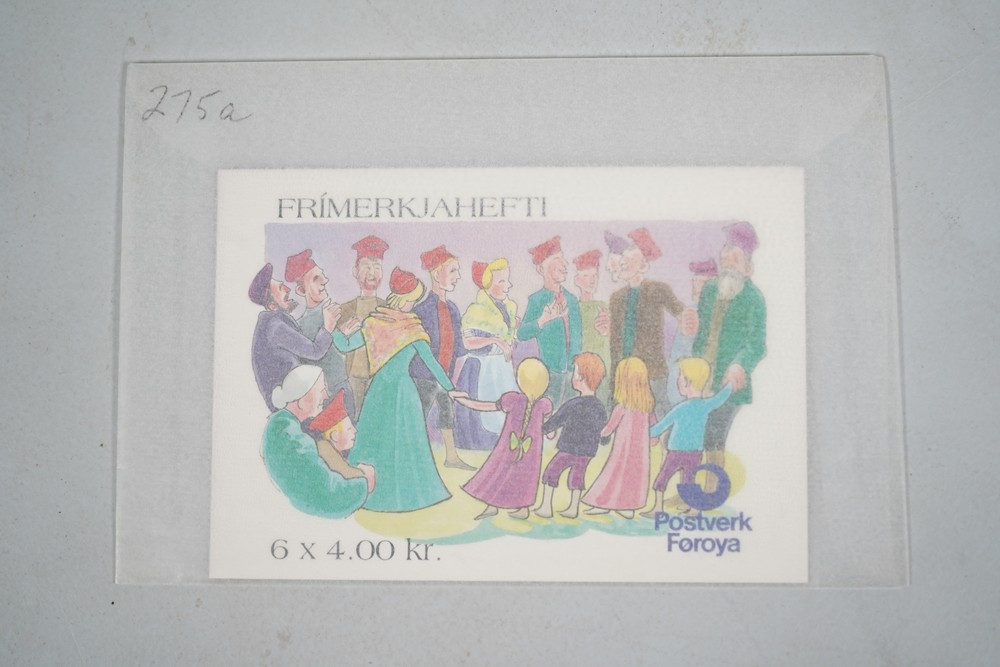 275a
FRÍMERKJAHEFTI
6 x 4.00 kr.
Postverk
Føroya